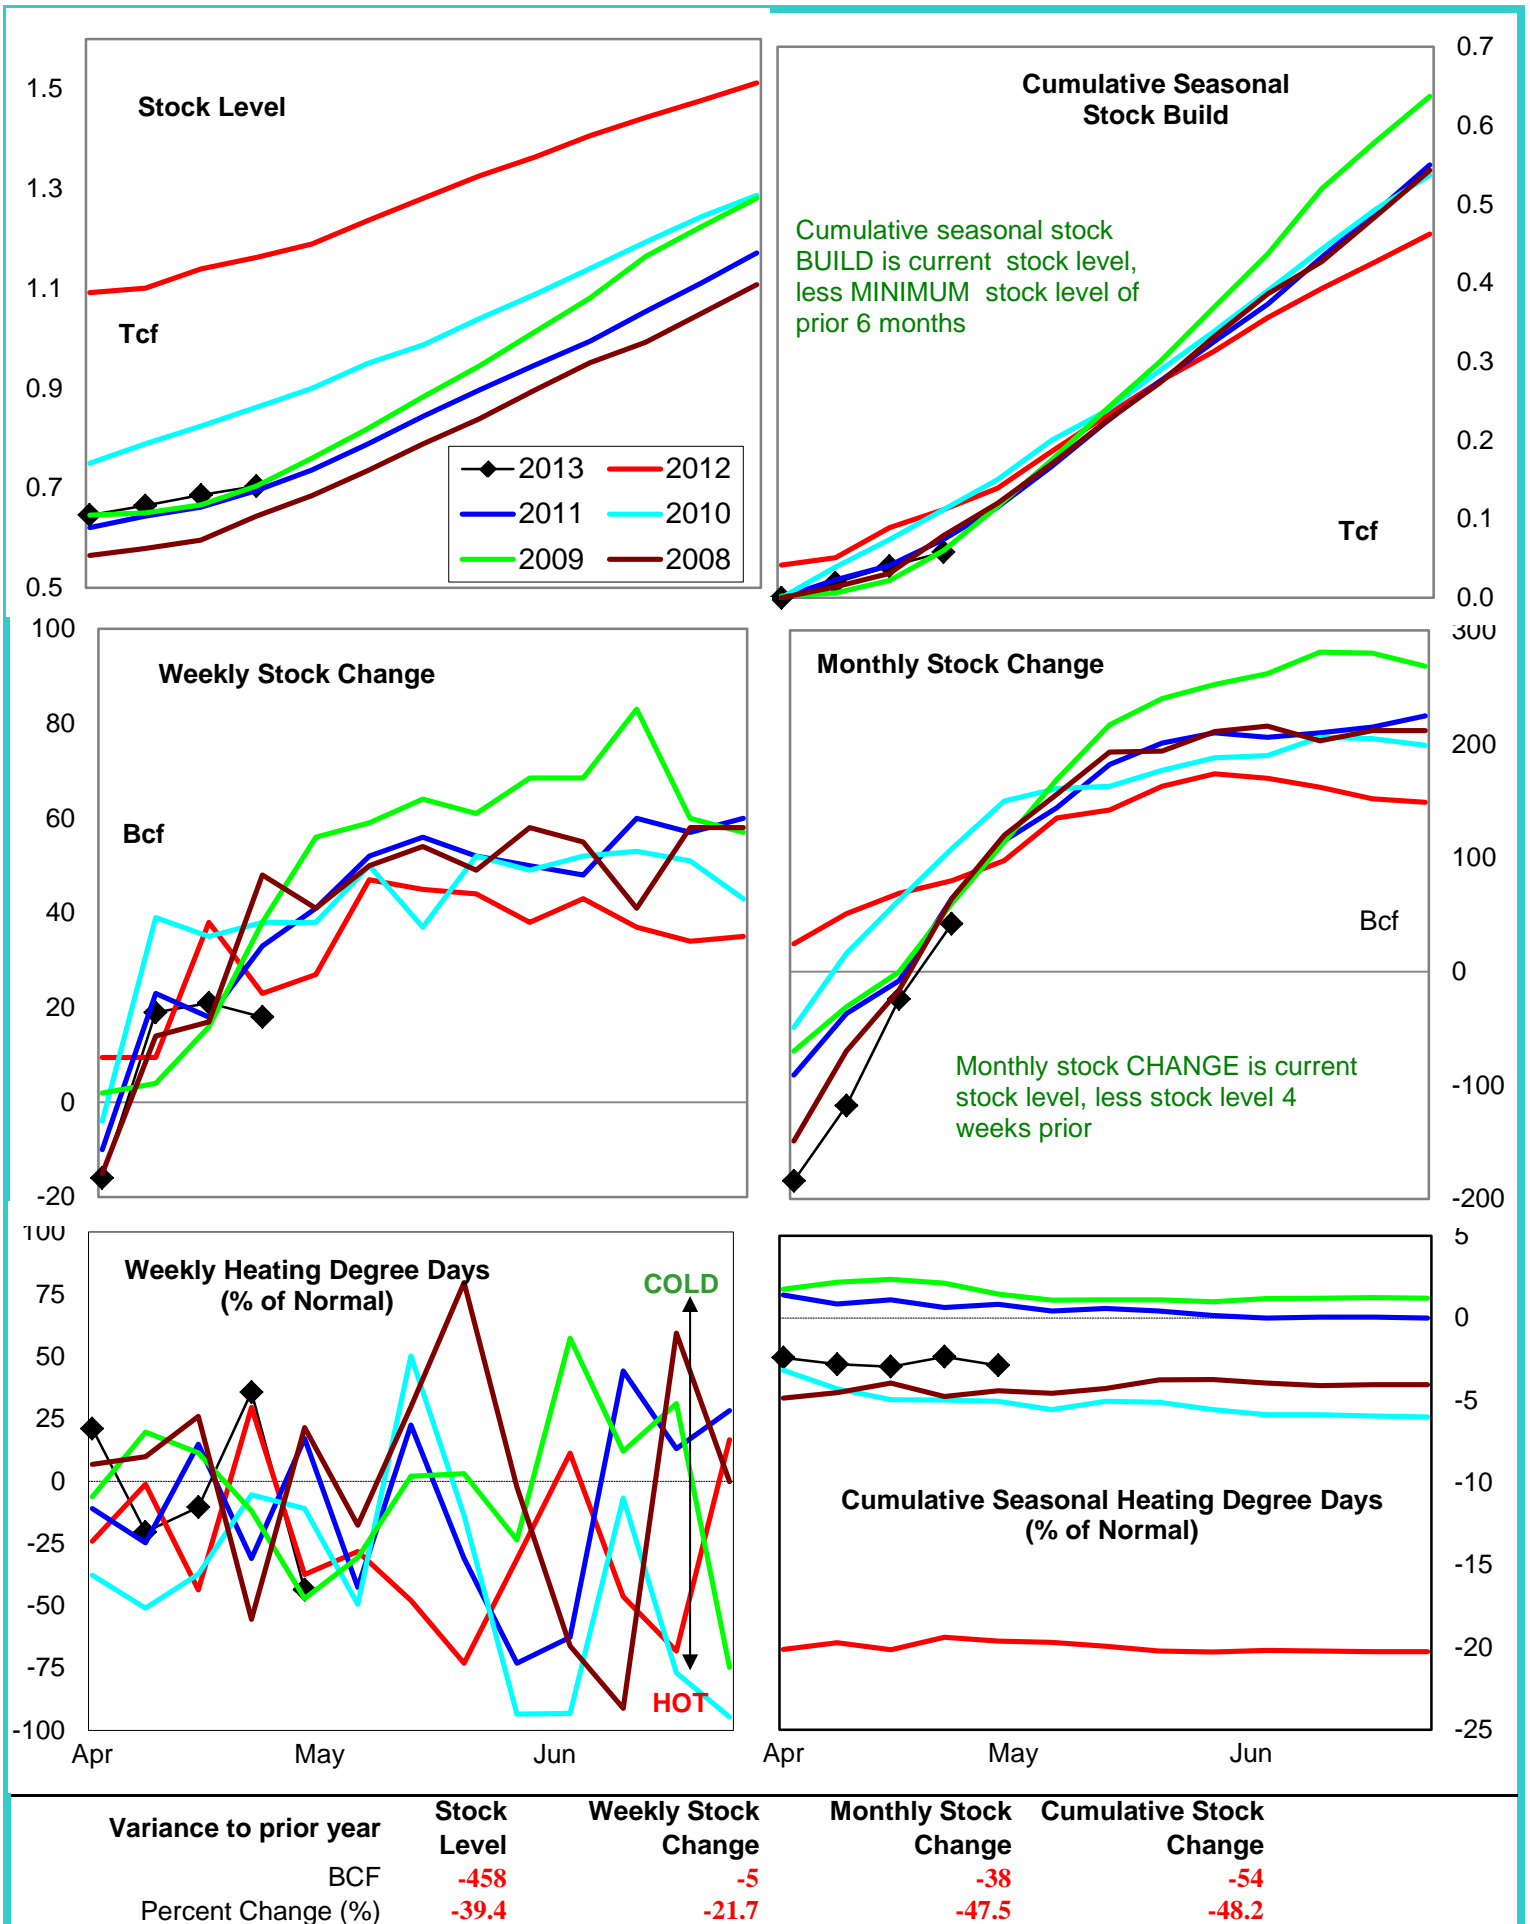 Stock Level
Tcf
1.5
1.3
1.1
0.9
0.7
0.5
2013
2012
2011
2010
2009
2008
Cumulative Seasonal
Stock Build
Cumulative seasonal stock
BUILD is current stock level,
less MINIMUM stock level of
prior 6 months
Tcf
0.7
0.6
0.5
0.4
0.3
0.2
0.1
0.0
Weekly Stock Change
Bcf
100
80
60
40
20
0
-20
Monthly Stock Change
Bcf
Monthly stock CHANGE is current
stock level, less stock level 4
weeks prior
300
200
100
0
-100
-200
Weekly Heating Degree Days
(% of Normal)
COLD
HOT
100
75
50
25
0
-25
-50
-75
-100
Apr May Jun
Cumulative Seasonal Heating Degree Days
(% of Normal)
5
0
-5
-10
-15
-20
-25
Apr May Jun
Variance to prior year
Stock
Level
Weekly Stock
Change
Monthly Stock
Change
Cumulative Stock
Change
BCF -458 -5 -38 -54
Percent Change (%) -39.4 -21.7 -47.5 -48.2